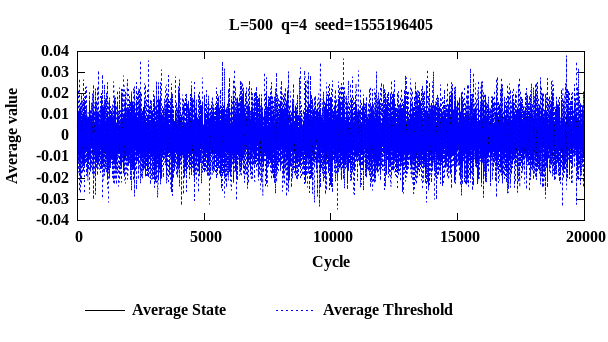 L=500 q=4 seed=1555196405
0.04
0.03
0.02
0.01
0
-0.01
-0.02
-0.03
-0.04
Average value
0 5000 10000 15000 20000
Cycle
Average State Average Threshold